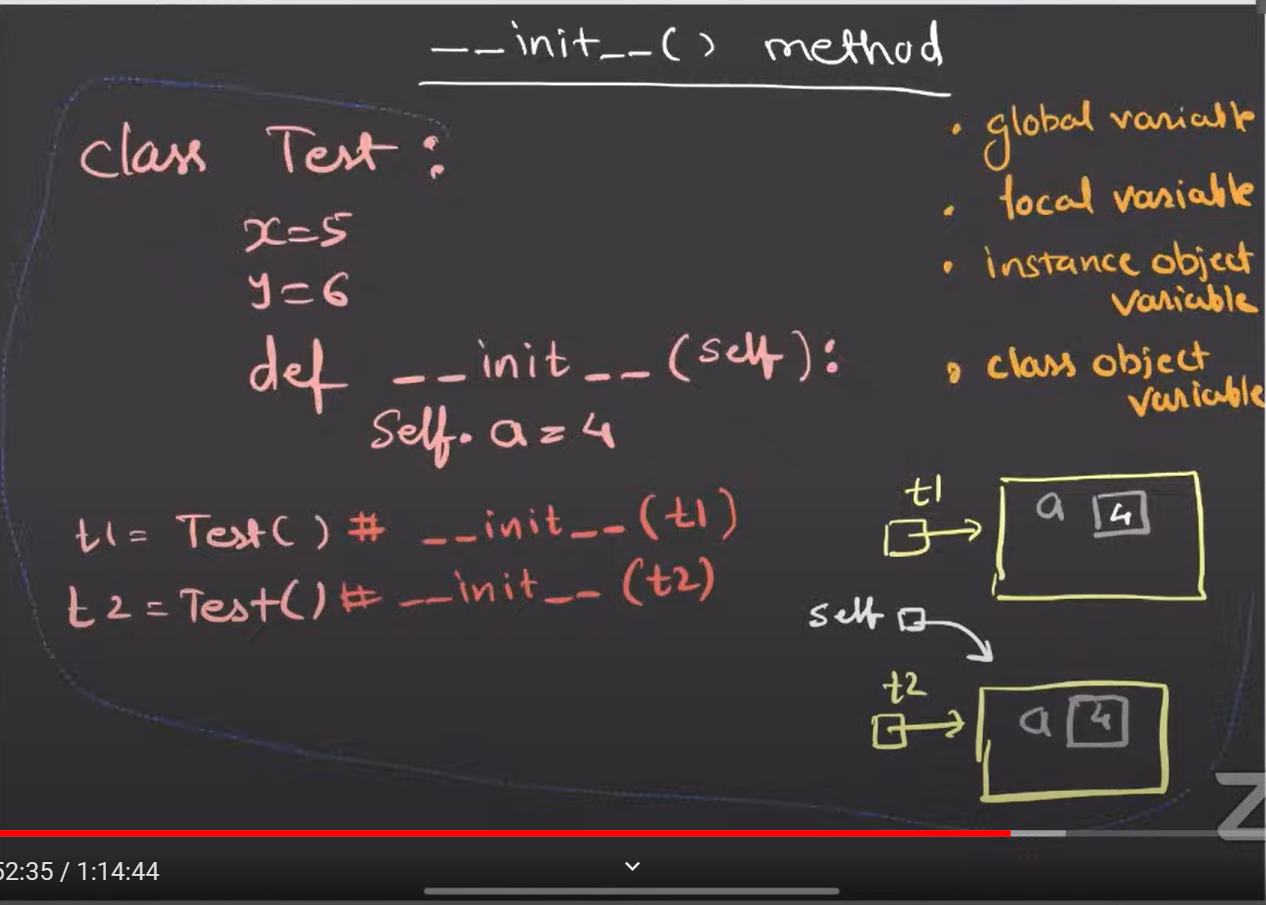 __init__() method
class Test:
x=5
y=6
def __init__(self):
self.a=4
t1= Test() # __init__(t1)
t2=Test() # __init__(t2)
• global variable
• local variable
• instance object
variable
• class object
variable
t1
a 4
self
t2
a 4
Z
52:35 / 1:14:44